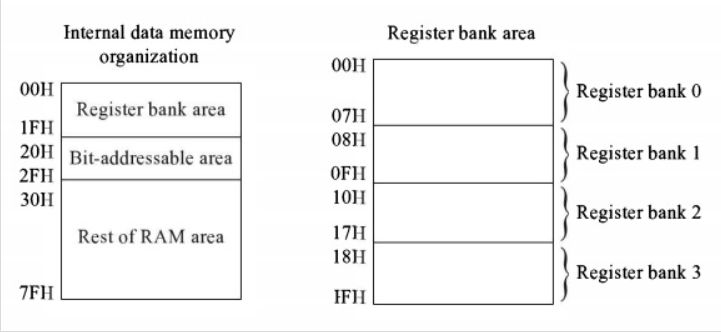 Internal data memory
organization
00H
Register bank area
1FH
20H
Bit-addressable area
2FH
30H
Rest of RAM area
7FH
Register bank area
00H
Register bank 0
07H
08H
Register bank 1
0FH
10H
Register bank 2
17H
18H
Register bank 3
IFH